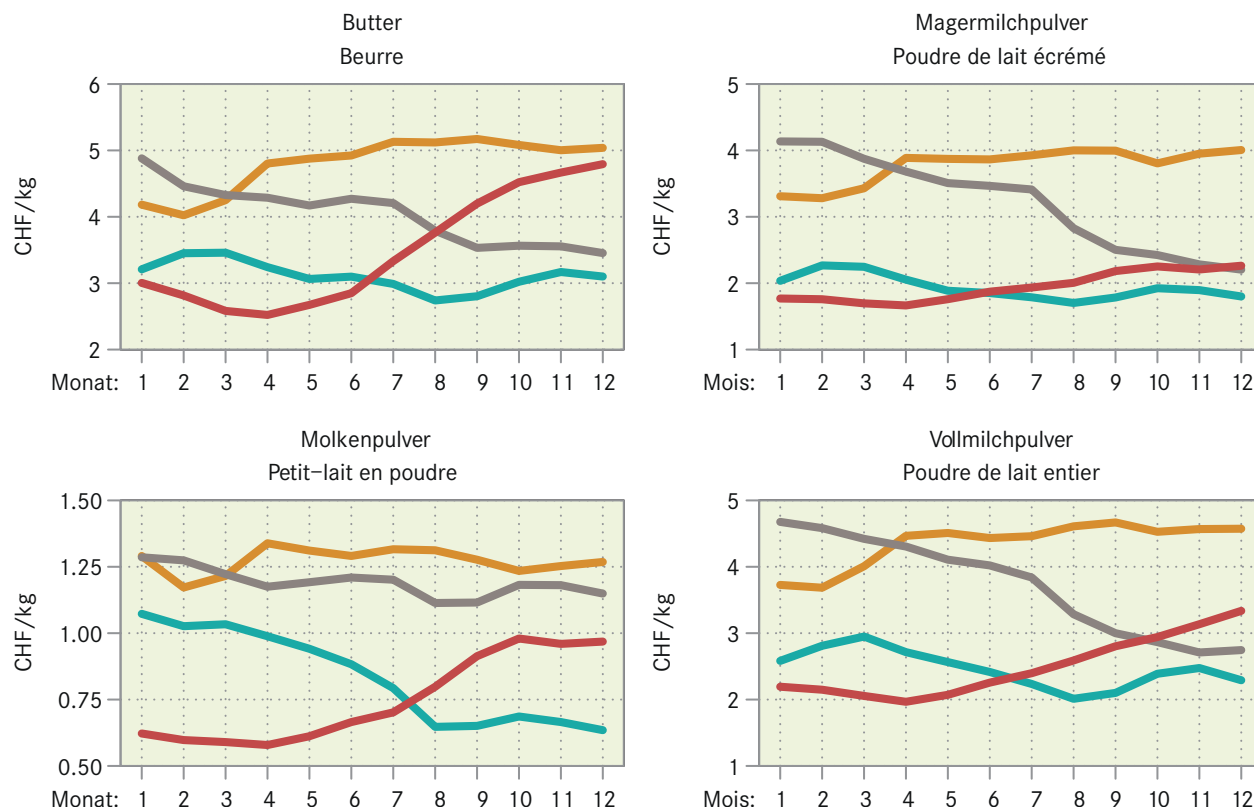 Butter
Beurre
6
5
4
3
2
CHF/kg
Monat: 1 2 3 4 5 6 7 8 9 10 11 12
Magermilchpulver
Poudre de lait écrémé
5
4
3
2
1
CHF/kg
Mois: 1 2 3 4 5 6 7 8 9 10 11 12
Molkenpulver
Petit-lait en poudre
1.50
1.25
1.00
0.75
0.50
CHF/kg
Monat: 1 2 3 4 5 6 7 8 9 10 11 12
Vollmilchpulver
Poudre de lait entier
5
4
3
2
1
CHF/kg
Mois: 1 2 3 4 5 6 7 8 9 10 11 12